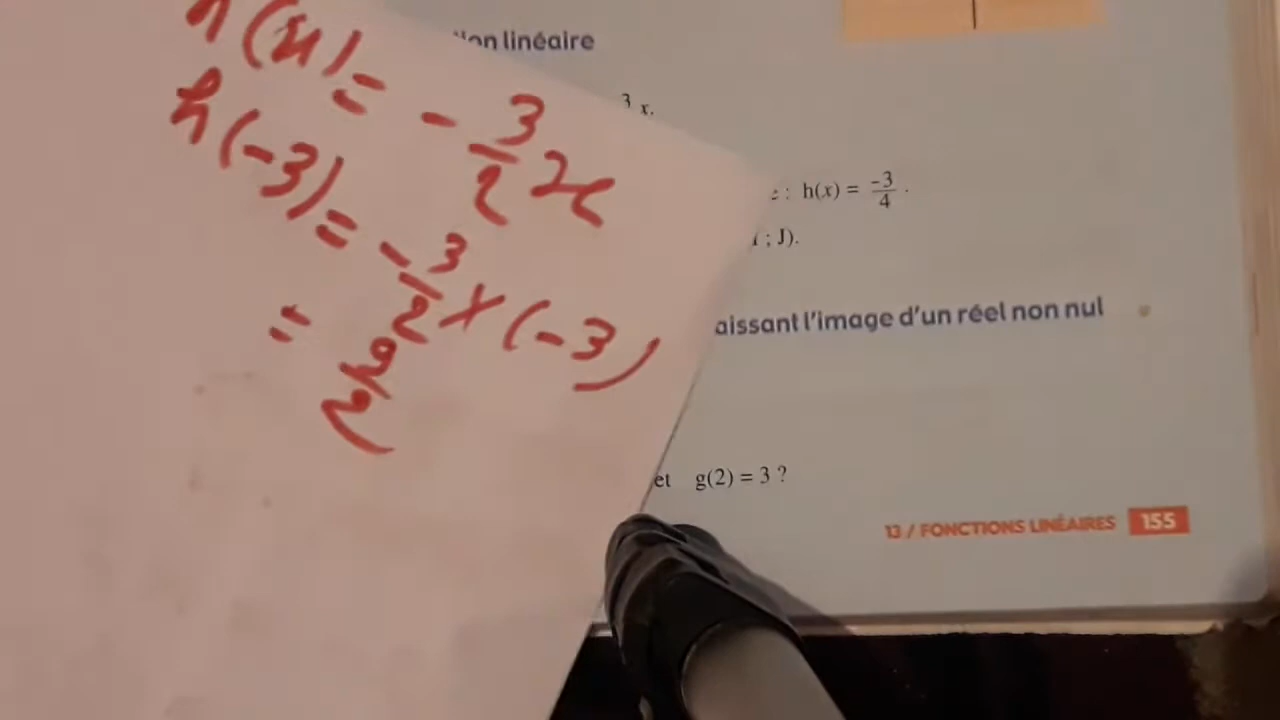 h(x) = - 3/2 x
h(-3) = -3/2 × (-3)
= 9/2
ion linéaire
3 x.
e : h(x) = -3/4 .
; J).
aissant l'image d'un réel non nul
et g(2) = 3 ?
13 / FONCTIONS LINÉAIRES 155